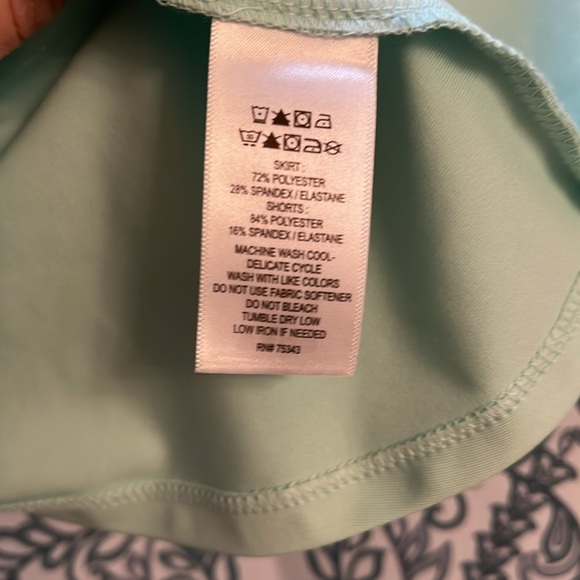 SKIRT :
72% POLYESTER
28% SPANDEX / ELASTANE
SHORTS :
84% POLYESTER
16% SPANDEX / ELASTANE
MACHINE WASH COOL-
DELICATE CYCLE
WASH WITH LIKE COLORS
DO NOT USE FABRIC SOFTENER
DO NOT BLEACH
TUMBLE DRY LOW
LOW IRON IF NEEDED
RN# 75343